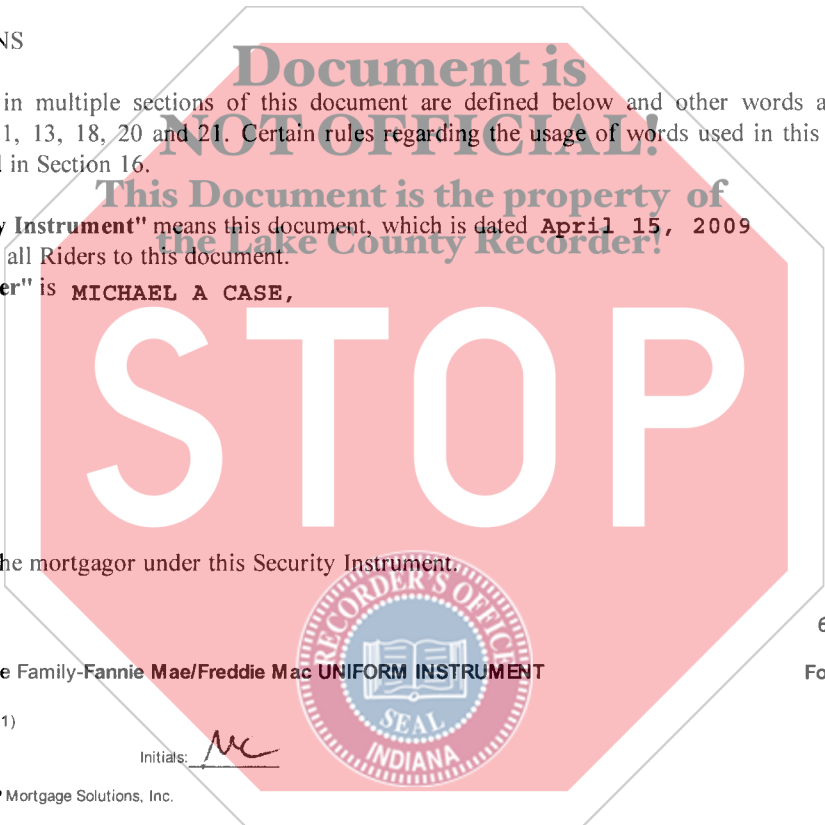 NS
Document is
in multiple sections of this document are defined below and other words a
1, 13, 18, 20 and 21. Certain rules regarding the usage of words used in this
NOT OFFICIAL!
in Section 16.
This Document is the property of
y Instrument" means this document, which is dated April 15, 2009
the Lake County Recorder!
all Riders to this document.
er" is MICHAEL A CASE,
STOP
he mortgagor under this Security Instrument.
RECORDER'S OFFICE
SEAL
INDIANA
6
e Family-Fannie Mae/Freddie Mac UNIFORM INSTRUMENT
Fo
1)
Initials: MC
P Mortgage Solutions, Inc.